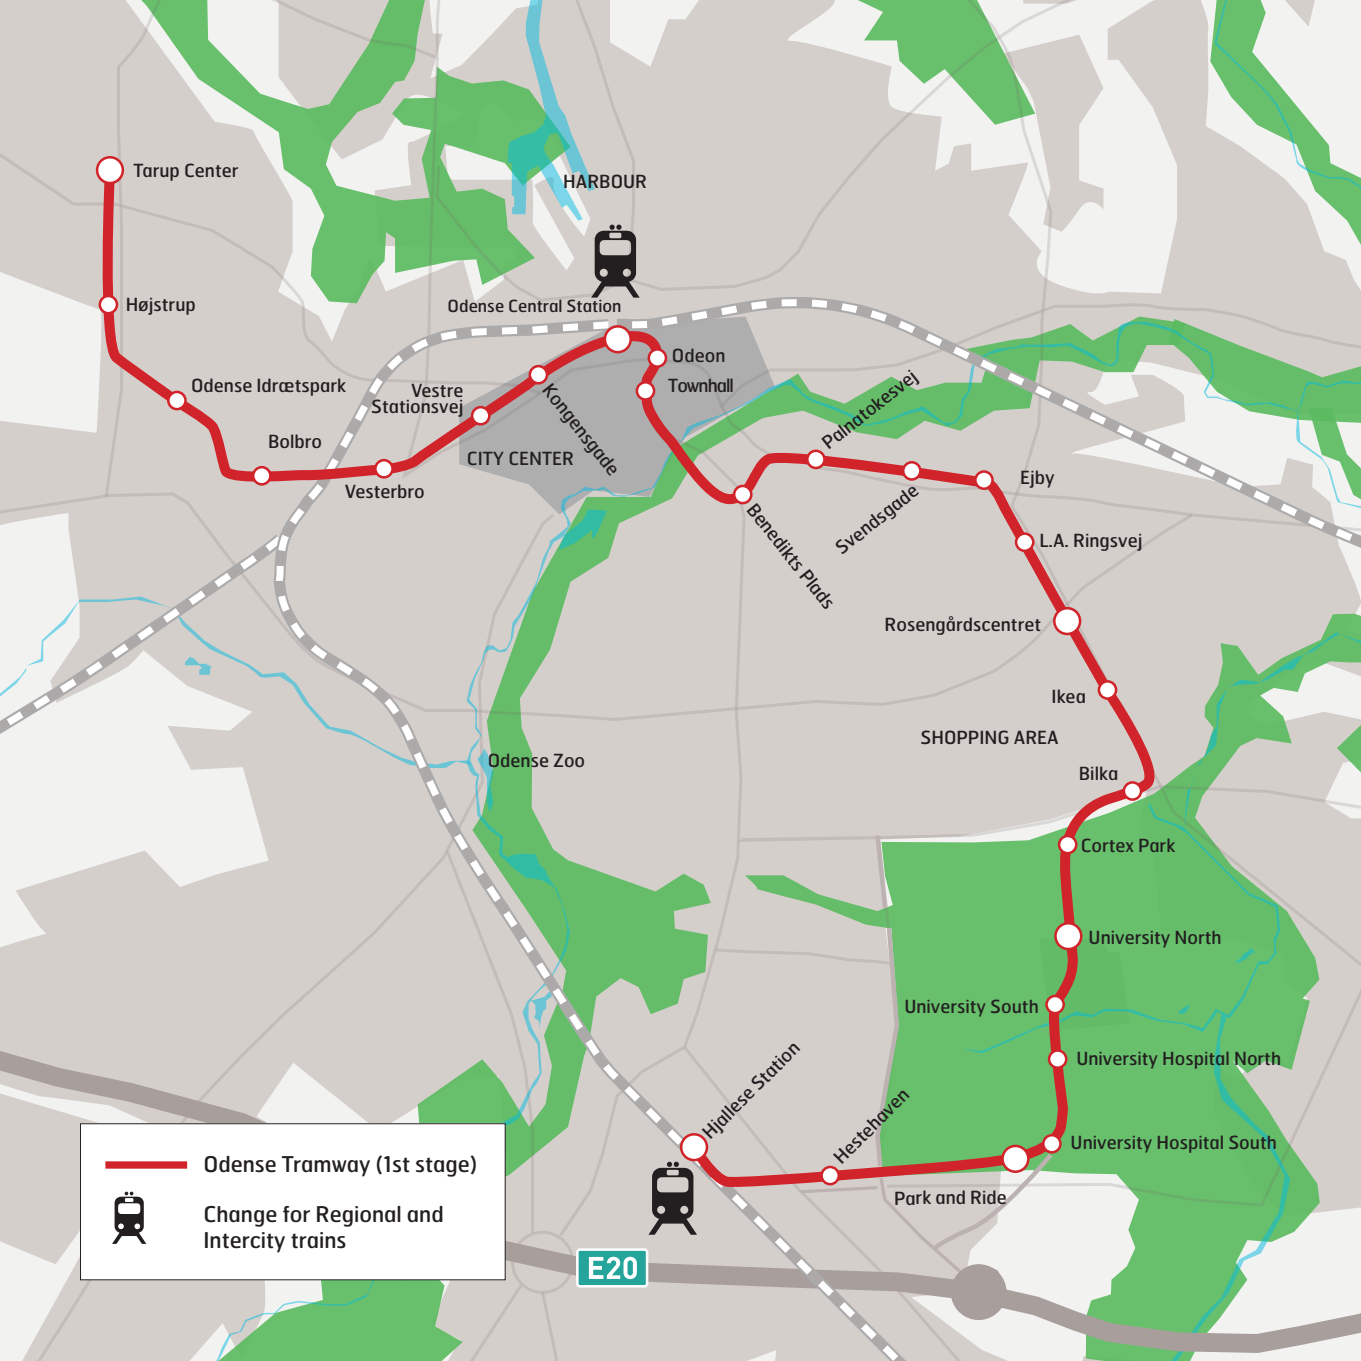 HARBOUR
Tarup Center
Odense Central Station
Højstrup
Odeon
Odense Idrætspark
Townhall
Vestre
Stationsvej
Kongensgade
Palnatokesvej
Bolbro
CITY CENTER
Vesterbro
Ejby
Svendsgade
Benedikts Plads
L.A. Ringsvej
Rosengårdscentret
Ikea
SHOPPING AREA
Odense Zoo
Bilka
Cortex Park
University North
University South
University Hospital North
Hjallese Station
Hestehaven
University Hospital South
Park and Ride
Odense Tramway (1st stage)
Change for Regional and
Intercity trains
E20